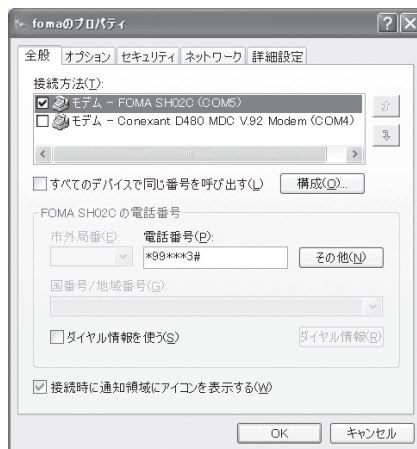 fomaのプロパティ
全般 オプション セキュリティ ネットワーク 詳細設定
接続方法(T):
モデム - FOMA SH02C (COM5)
モデム - Conexant D480 MDC V.92 Modem (COM4)
すべてのデバイスで同じ番号を呼び出す(L) 構成(O)...
FOMA SH02C の電話番号
市外局番(E): 電話番号(P):
*99***3# その他(N)
国番号/地域番号(G):
ダイヤル情報を使う(S) ダイヤル情報(R)
接続時に通知領域にアイコンを表示する(W)
OK キャンセル